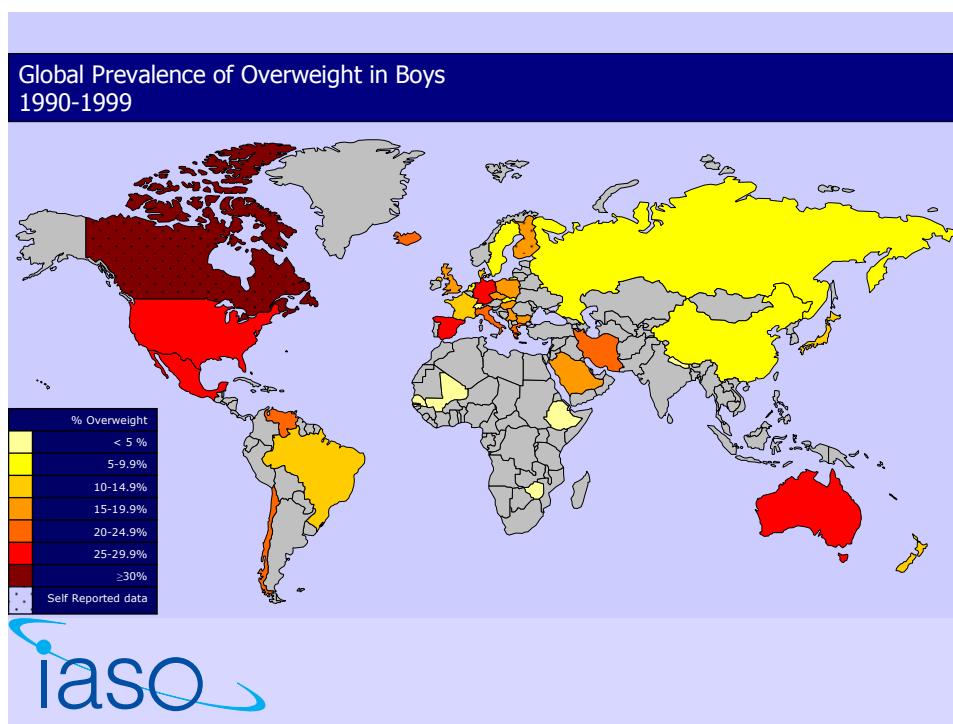 Global Prevalence of Overweight in Boys
1990-1999
% Overweight
< 5 %
5-9.9%
10-14.9%
15-19.9%
20-24.9%
25-29.9%
≥30%
Self Reported data
iaso